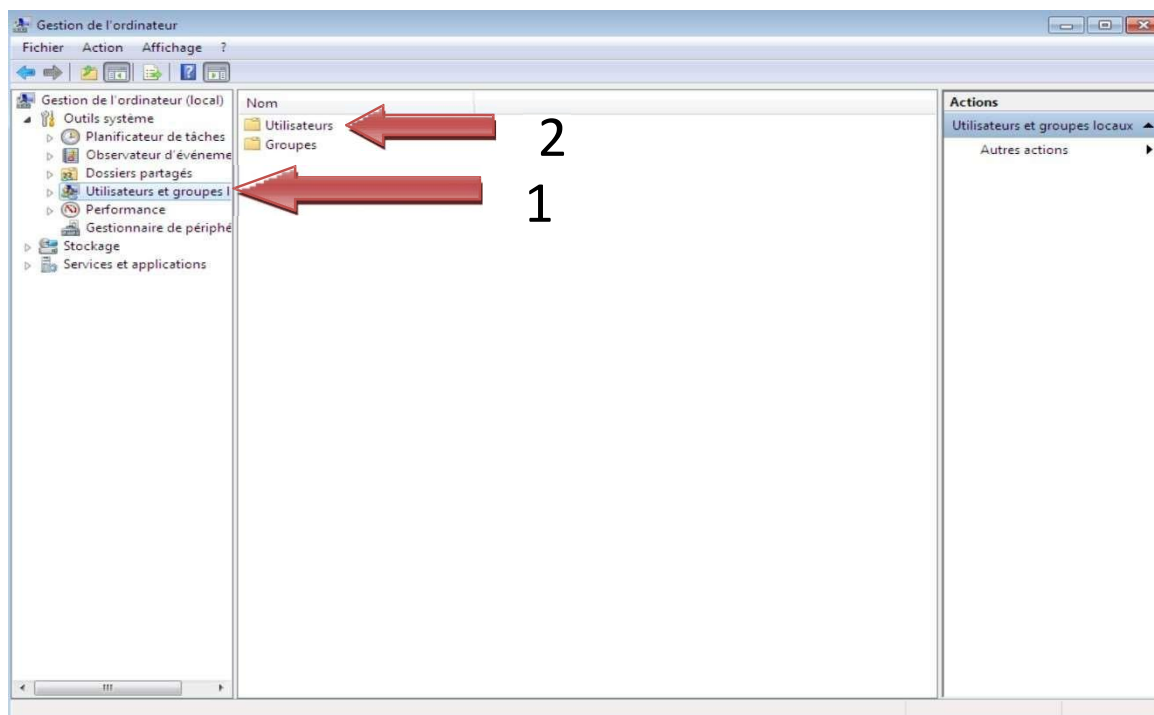 Gestion de l'ordinateur
Fichier Action Affichage ?
Gestion de l'ordinateur (local)
Outils système
Planificateur de tâches
Observateur d'événeme
Dossiers partagés
Utilisateurs et groupes l
Performance
Gestionnaire de périphé
Stockage
Services et applications
Nom
Utilisateurs
Groupes
2
1
Actions
Utilisateurs et groupes locaux
Autres actions